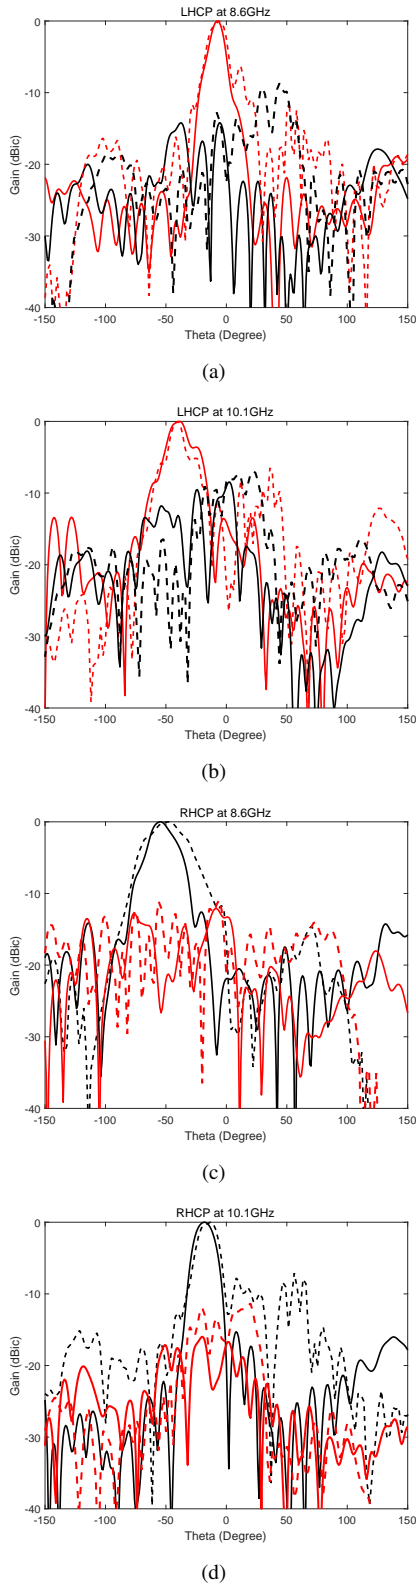 LHCP at 8.6GHz
0
-10
-20
-30
-40
Gain (dBic)
-150 -100 -50 0 50 100 150
Theta (Degree)
(a)
LHCP at 10.1GHz
0
-10
-20
-30
-40
Gain (dBic)
-150 -100 -50 0 50 100 150
Theta (Degree)
(b)
RHCP at 8.6GHz
0
-10
-20
-30
-40
Gain (dBic)
-150 -100 -50 0 50 100 150
Theta (Degree)
(c)
RHCP at 10.1GHz
0
-10
-20
-30
-40
Gain (dBic)
-150 -100 -50 0 50 100 150
Theta (Degree)
(d)